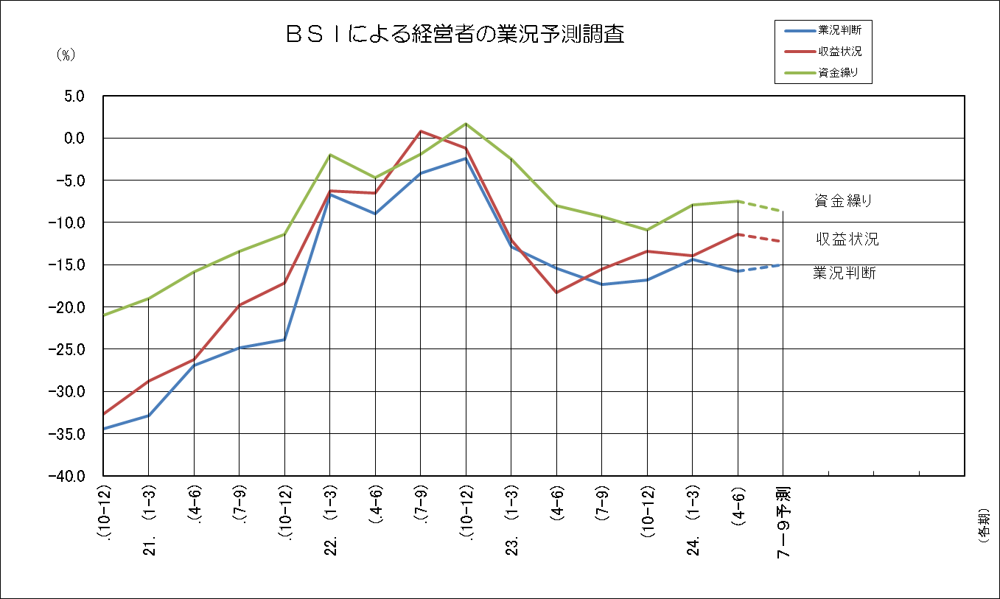 ＢＳＩによる経営者の業況予測調査
(%)
業況判断
収益状況
資金繰り
5.0
0.0
-5.0
-10.0
-15.0
-20.0
-25.0
-30.0
-35.0
-40.0
資金繰り
収益状況
業況判断
.(10-12)
21. (1-3)
.(4-6)
.(7-9)
.(10-12)
22. (1-3)
(.4-6)
.(7-9)
.(10-12)
23. (1-3)
(4-6)
(7-9)
(10-12)
24. (1-3)
(4-6)
７－９予測
(各期)